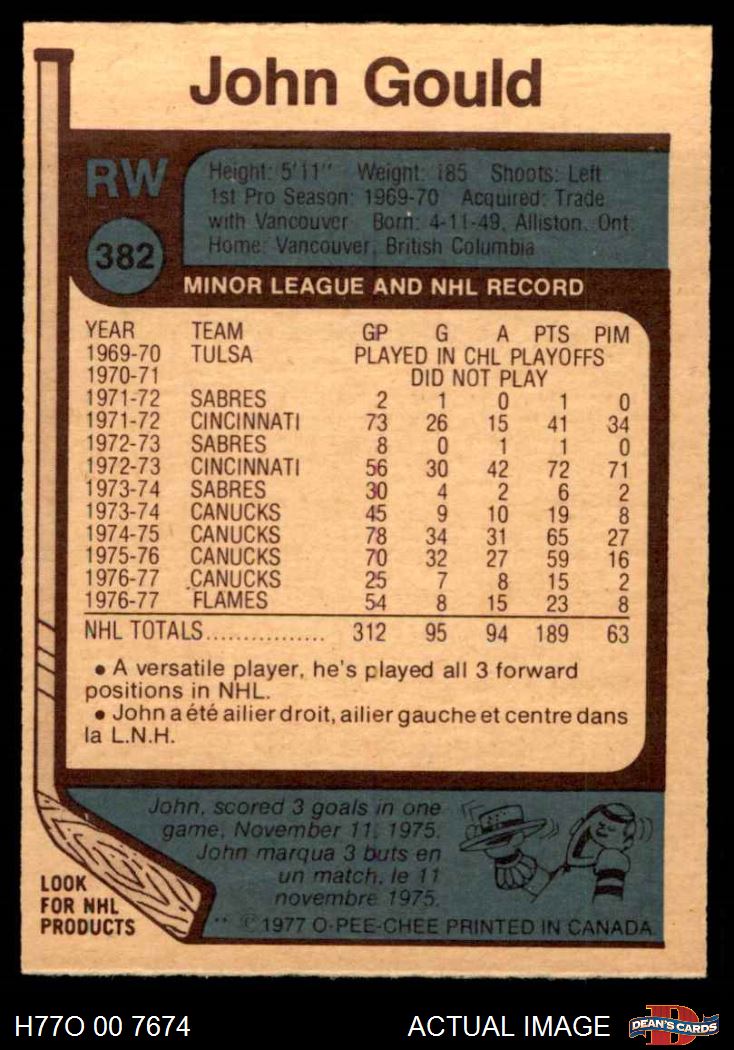 John Gould
RW
382
Height: 5'11" Weight: 185 Shoots: Left
1st Pro Season: 1969-70 Acquired: Trade
with Vancouver Born: 4-11-49, Alliston, Ont.
Home: Vancouver, British Columbia
MINOR LEAGUE AND NHL RECORD
YEAR TEAM GP G A PTS PIM
1969-70 TULSA PLAYED IN CHL PLAYOFFS
1970-71 DID NOT PLAY
1971-72 SABRES 2 1 0 1 0
1971-72 CINCINNATI 73 26 15 41 34
1972-73 SABRES 8 0 1 1 0
1972-73 CINCINNATI 56 30 42 72 71
1973-74 SABRES 30 4 2 6 2
1973-74 CANUCKS 45 9 10 19 8
1974-75 CANUCKS 78 34 31 65 27
1975-76 CANUCKS 70 32 27 59 16
1976-77 CANUCKS 25 7 8 15 2
1976-77 FLAMES 54 8 15 23 8
NHL TOTALS................ 312 95 94 189 63
• A versatile player, he's played all 3 forward
positions in NHL.
• John a été ailier droit, ailier gauche et centre dans
la L.N.H.
John, scored 3 goals in one
game, November 11, 1975.
John marqua 3 buts en
un match, le 11
novembre 1975.
LOOK
FOR NHL
PRODUCTS
** © 1977 O-PEE-CHEE PRINTED IN CANADA
H77O 00 7674 ACTUAL IMAGE DEAN'S CARDS